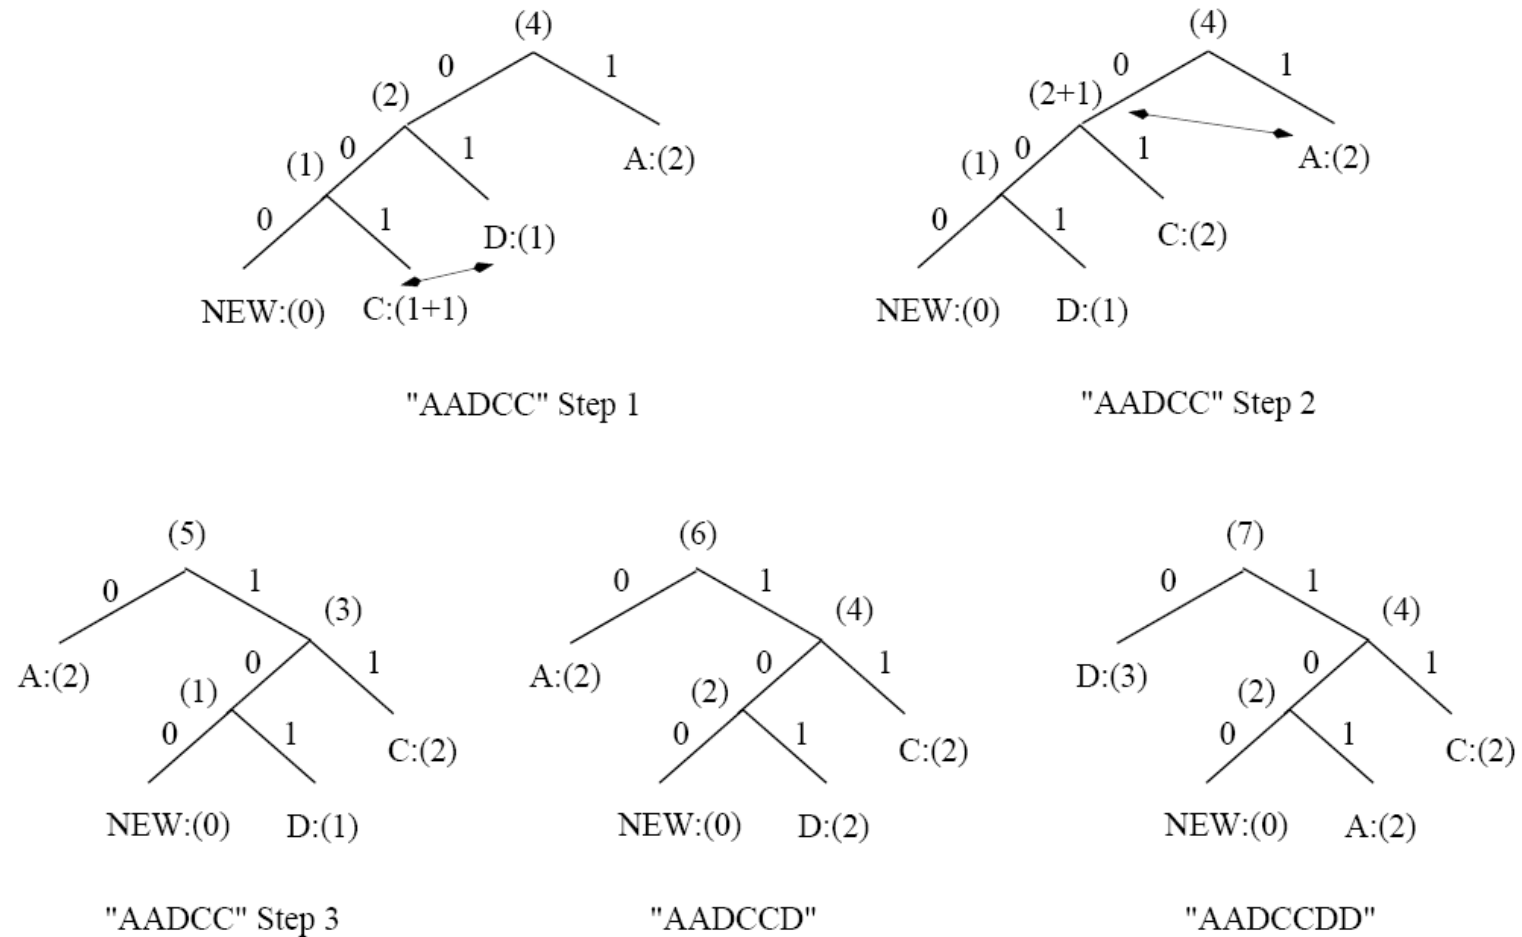 (4)
0 1
(2)
0 1
(1)
A:(2)
0 1
D:(1)
NEW:(0) C:(1+1)
"AADCC" Step 1
(4)
0 1
(2+1)
0 1
(1)
A:(2)
0 1
C:(2)
NEW:(0) D:(1)
"AADCC" Step 2
(5)
0 1
(3)
A:(2)
0 1
(1)
0 1
C:(2)
NEW:(0) D:(1)
"AADCC" Step 3
(6)
0 1
(4)
A:(2)
0 1
(2)
0 1
C:(2)
NEW:(0) D:(2)
"AADCCD"
(7)
0 1
(4)
D:(3)
0 1
(2)
0 1
C:(2)
NEW:(0) A:(2)
"AADCCDD"